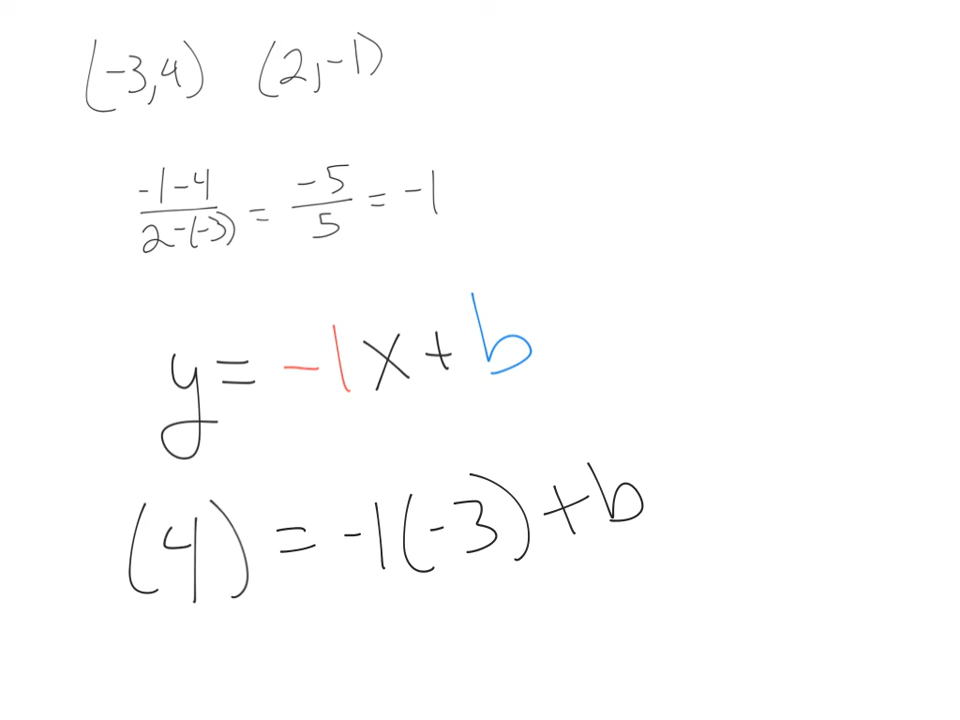 (-3,4) (2,-1)
-1-4/2-(-3) = -5/5 = -1
y = -1x + b
(4) = -1(-3) + b